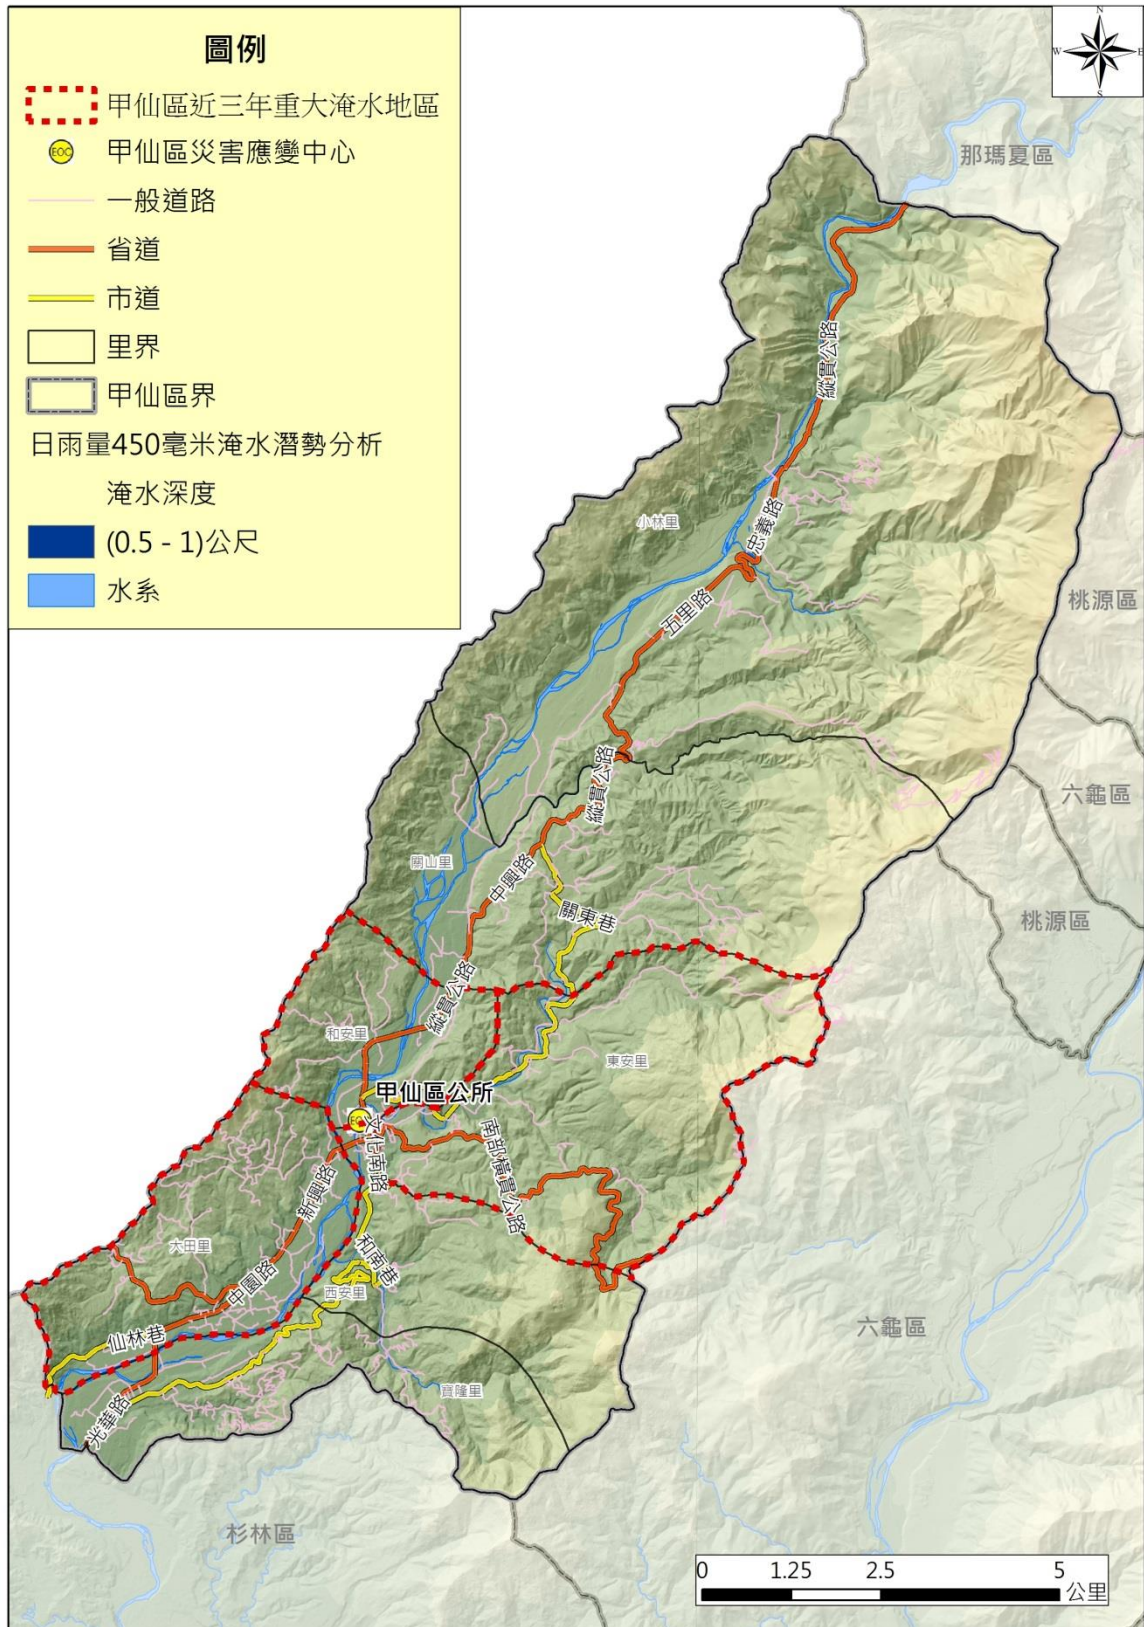 圖例
甲仙區近三年重大淹水地區
EOC
甲仙區災害應變中心
一般道路
省道
市道
里界
甲仙區界
日雨量450毫米淹水潛勢分析
淹水深度
(0.5 - 1)公尺
水系
N
W
E
S
那瑪夏區
縱貫公路
小林里
忠義路
五里路
桃源區
縱貫公路
六龜區
中興路
關山里
關東巷
桃源區
縱貫公路
和安里
東安里
甲仙區公所
文化南路
南部橫貫公路
新興路
大田里
和南巷
中園路
西安里
仙林巷
六龜區
寶隆里
光華路
杉林區
0
1.25
2.5
5
公里